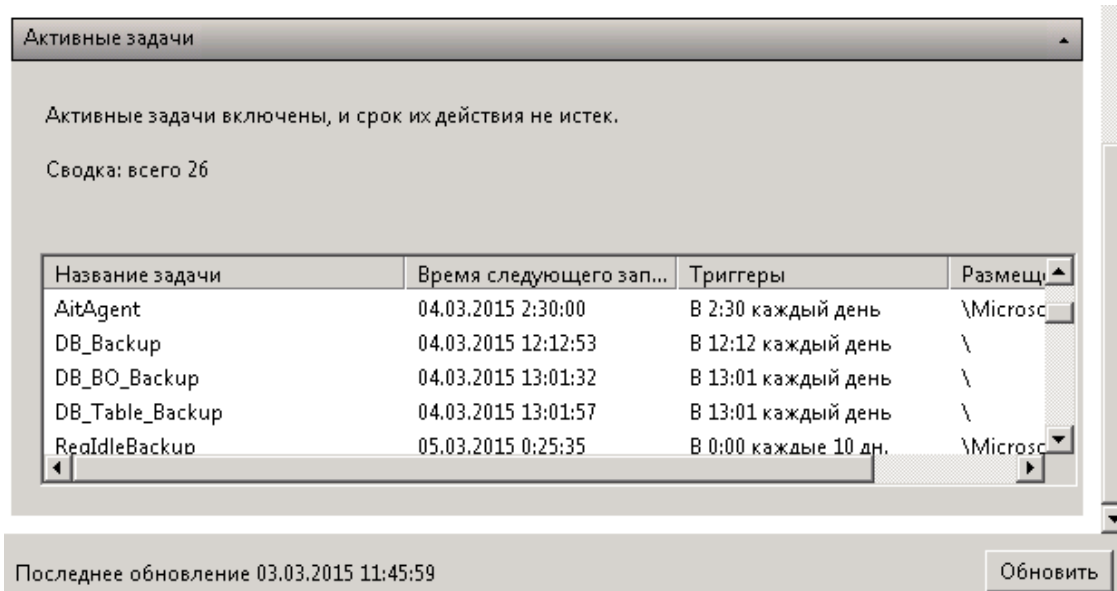 Активные задачи
Активные задачи включены, и срок их действия не истек.
Сводка: всего 26
Название задачи Время следующего зап... Триггеры Размеще
AitAgent 04.03.2015 2:30:00 В 2:30 каждый день \Microsc
DB_Backup 04.03.2015 12:12:53 В 12:12 каждый день \
DB_BO_Backup 04.03.2015 13:01:32 В 13:01 каждый день \
DB_Table_Backup 04.03.2015 13:01:57 В 13:01 каждый день \
RegIdleBackup 05.03.2015 0:25:35 В 0:00 каждые 10 дн. \Microsc
Последнее обновление 03.03.2015 11:45:59
Обновить